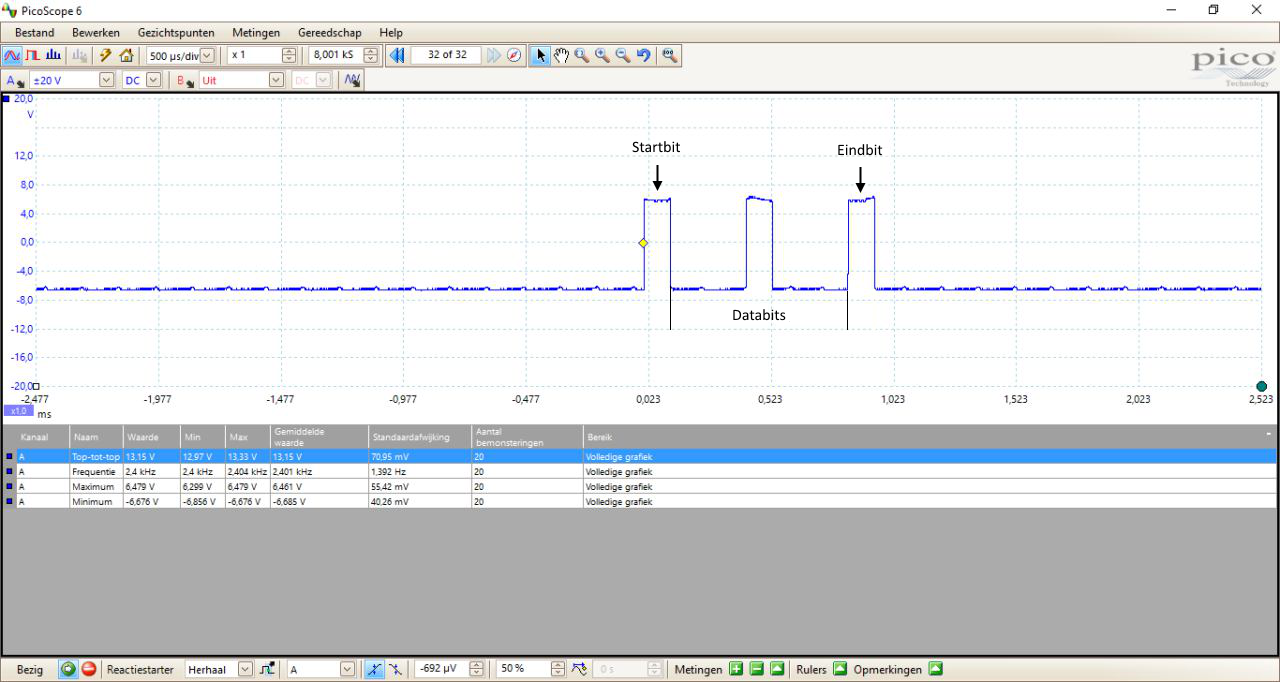 PicoScope 6
Bestand Bewerken Gezichtspunten Metingen Gereedschap Help
500 µs/div x 1 8,001 kS 32 of 32
pico
Technology
A ±20 V DC B Uit DC
20,0
V
12,0
8,0
4,0
0,0
-4,0
-8,0
-12,0
-16,0
-20,0
Startbit
Eindbit
Databits
-2,477 -1,977 -1,477 -0,977 -0,477 0,023 0,523 1,023 1,523 2,023 2,523
x1,0 ms
Kanaal Naam Waarde Min Max Gemiddelde waarde Standaardafwijking Aantal bemonsteringen Bereik
A Top-tot-top 13,15 V 12,97 V 13,33 V 13,15 V 70,95 mV 20 Volledige grafiek
A Frequentie 2,4 kHz 2,4 kHz 2,404 kHz 2,401 kHz 1,392 Hz 20 Volledige grafiek
A Maximum 6,479 V 6,299 V 6,479 V 6,461 V 55,42 mV 20 Volledige grafiek
A Minimum -6,676 V -6,856 V -6,676 V -6,685 V 40,26 mV 20 Volledige grafiek
Bezig Reactiestarter Herhaal A -692 µV 50 % 0 s Metingen Rulers Opmerkingen